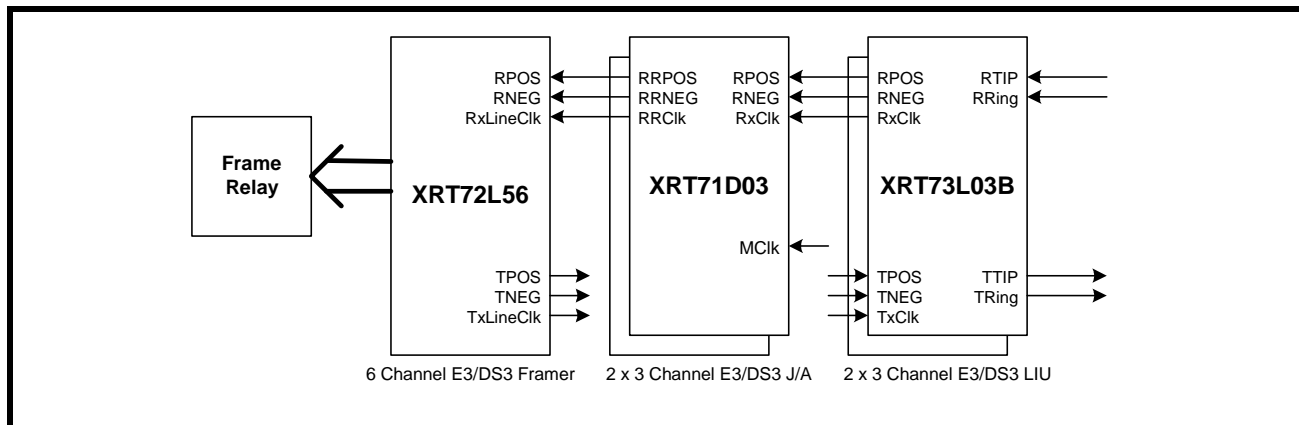 RPOS
RNEG
RxLineClk
RRPOS
RRNEG
RRClk
RPOS
RNEG
RxClk
RPOS
RNEG
RxClk
RTIP
RRing
Frame
Relay
XRT72L56
XRT71D03
XRT73L03B
MClk
TPOS
TNEG
TxLineClk
TPOS
TNEG
TxClk
TTIP
TRing
6 Channel E3/DS3 Framer
2 x 3 Channel E3/DS3 J/A
2 x 3 Channel E3/DS3 LIU